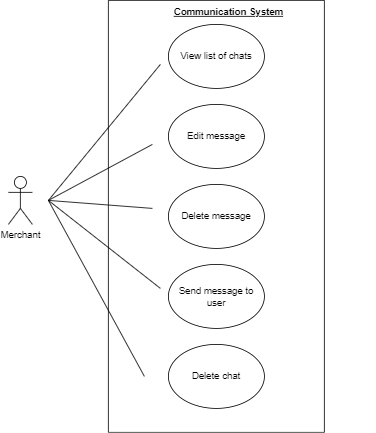 Communication System
View list of chats
Edit message
Delete message
Merchant
Send message to
user
Delete chat